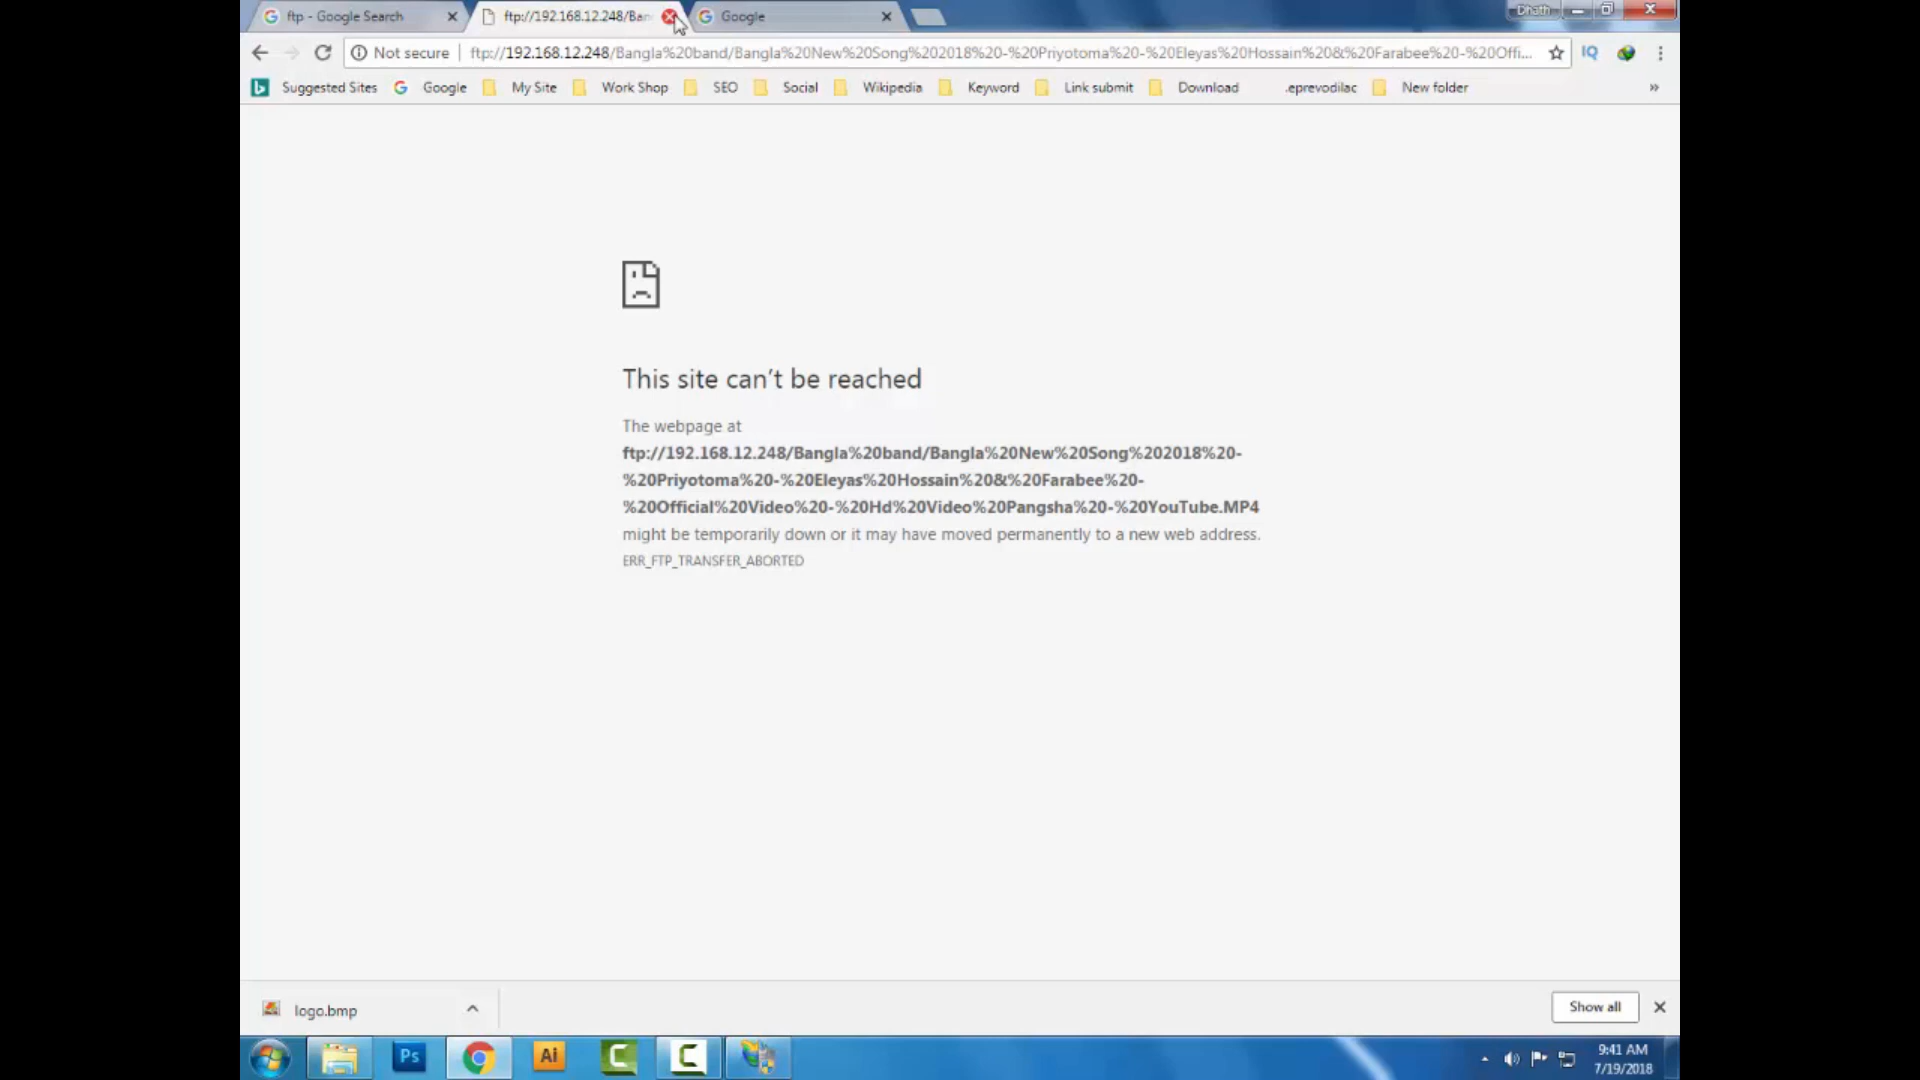 ftp - Google Search
ftp://192.168.12.248/Ban
Google
Dhath
Not secure
ftp://192.168.12.248/Bangla%20band/Bangla%20New%20Song%202018%20-%20Priyotoma%20-%20Eleyas%20Hossain%20&%20Farabee%20-%20Offi...
IQ
Suggested Sites
Google
My Site
Work Shop
SEO
Social
Wikipedia
Keyword
Link submit
Download
.eprevodilac
New folder
»
This site can't be reached
The webpage at
ftp://192.168.12.248/Bangla%20band/Bangla%20New%20Song%202018%20-
%20Priyotoma%20-%20Eleyas%20Hossain%20&%20Farabee%20-
%20Official%20Video%20-%20Hd%20Video%20Pangsha%20-%20YouTube.MP4
might be temporarily down or it may have moved permanently to a new web address.
ERR_FTP_TRANSFER_ABORTED
logo.bmp
Show all
Ps
Ai
9:41 AM
7/19/2018